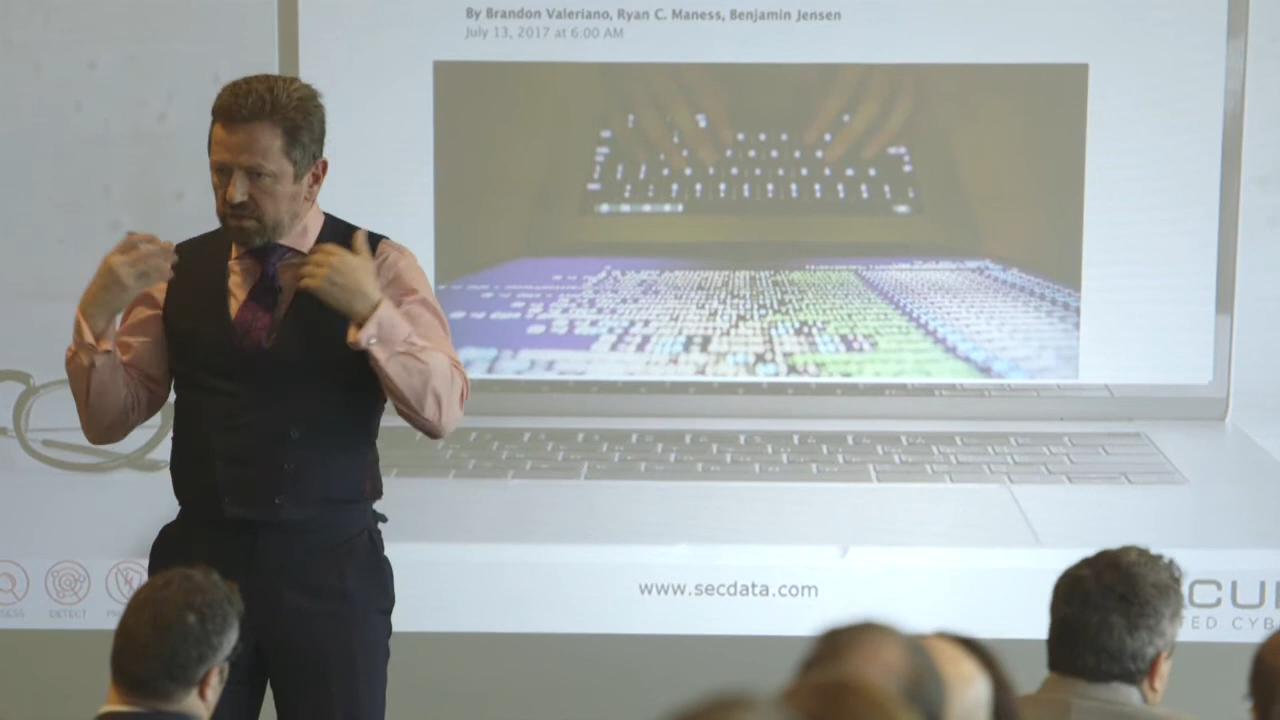 By Brandon Valeriano, Ryan C. Maness, Benjamin Jensen
July 13, 2017 at 6:00 AM
DETECT
www.secdata.com